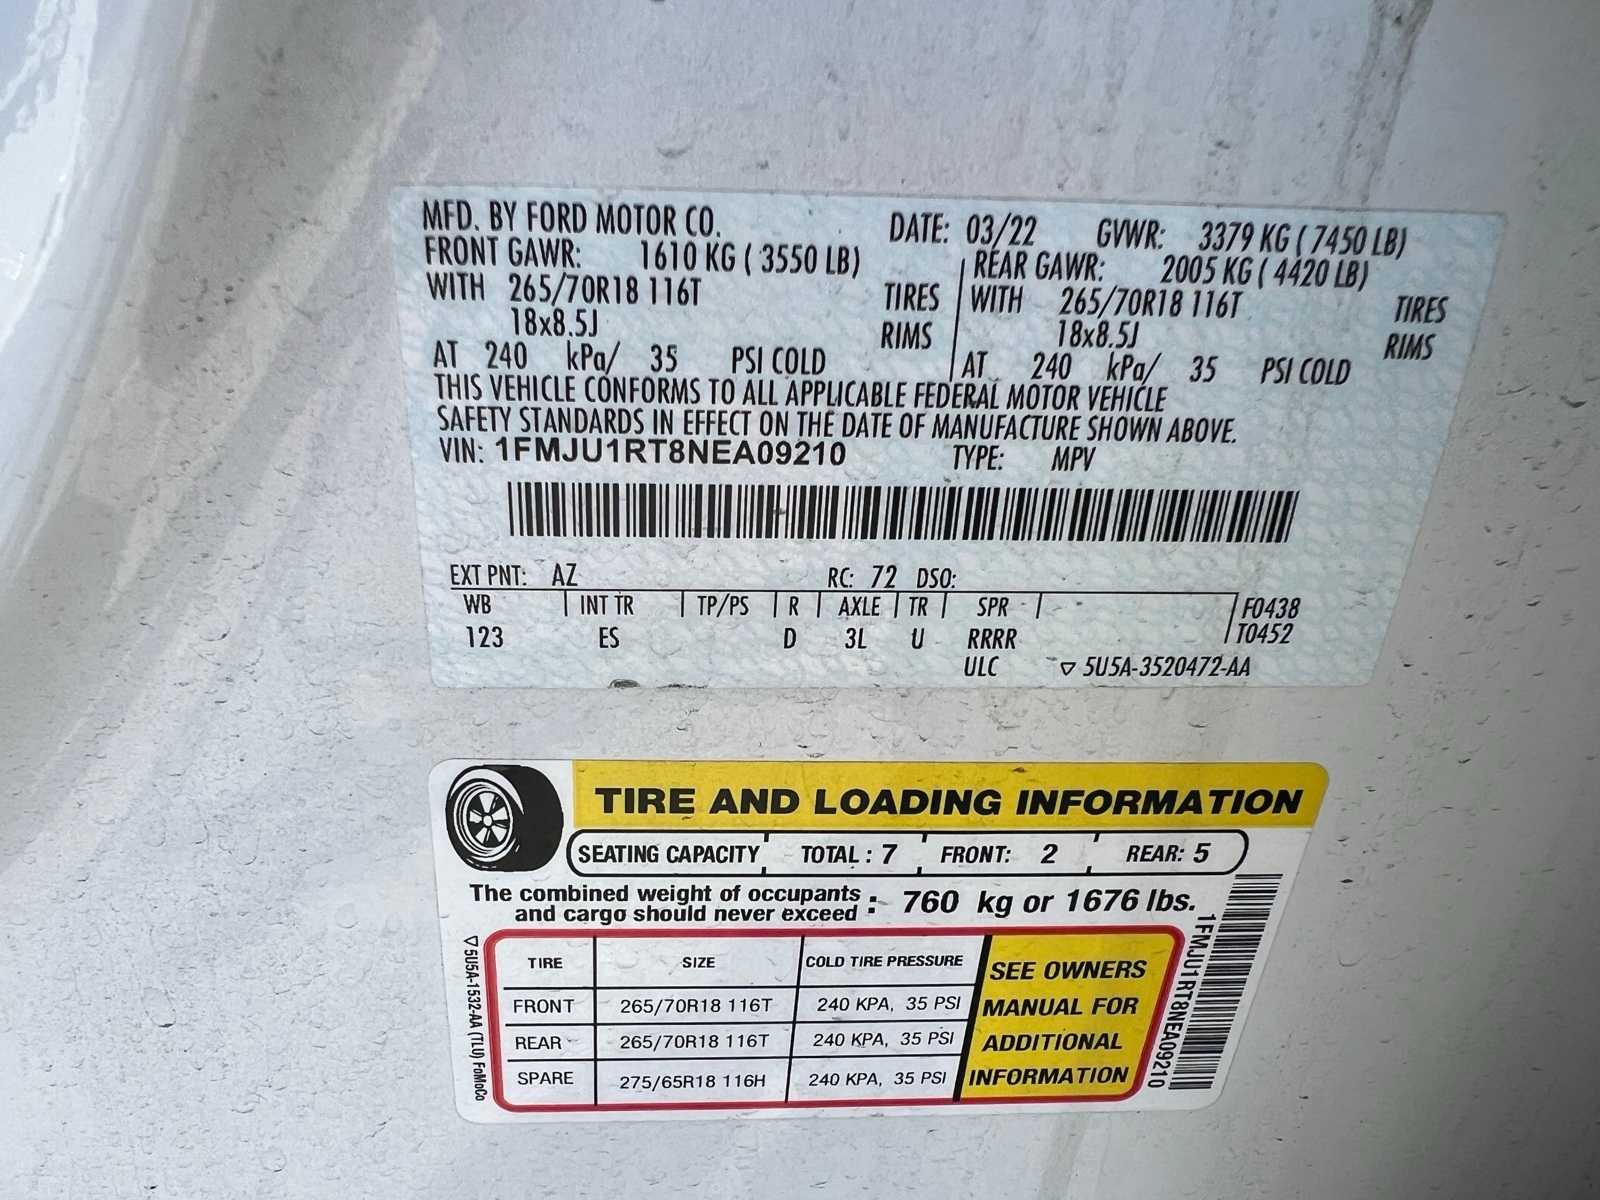 MFD. BY FORD MOTOR CO. DATE: 03/22 GVWR: 3379 KG ( 7450 LB)
FRONT GAWR: 1610 KG ( 3550 LB) REAR GAWR: 2005 KG ( 4420 LB)
WITH 265/70R18 116T TIRES WITH 265/70R18 116T TIRES
18x8.5J RIMS 18x8.5J RIMS
AT 240 kPa/ 35 PSI COLD AT 240 kPa/ 35 PSI COLD
THIS VEHICLE CONFORMS TO ALL APPLICABLE FEDERAL MOTOR VEHICLE
SAFETY STANDARDS IN EFFECT ON THE DATE OF MANUFACTURE SHOWN ABOVE.
VIN: 1FMJU1RT8NEA09210 TYPE: MPV
EXT PNT: AZ RC: 72 DSO:
WB INT TR TP/PS R AXLE TR SPR F0438
123 ES D 3L U RRRR T0452
ULC ▽ 5U5A-3520472-AA
TIRE AND LOADING INFORMATION
SEATING CAPACITY TOTAL : 7 FRONT: 2 REAR: 5
The combined weight of occupants
and cargo should never exceed : 760 kg or 1676 lbs.
TIRE SIZE COLD TIRE PRESSURE
FRONT 265/70R18 116T 240 KPA, 35 PSI
REAR 265/70R18 116T 240 KPA, 35 PSI
SPARE 275/65R18 116H 240 KPA, 35 PSI
SEE OWNERS
MANUAL FOR
ADDITIONAL
INFORMATION
1FMJU1RT8NEA09210
▽ 5U5A-1532-AA (TLU) FoMoCo